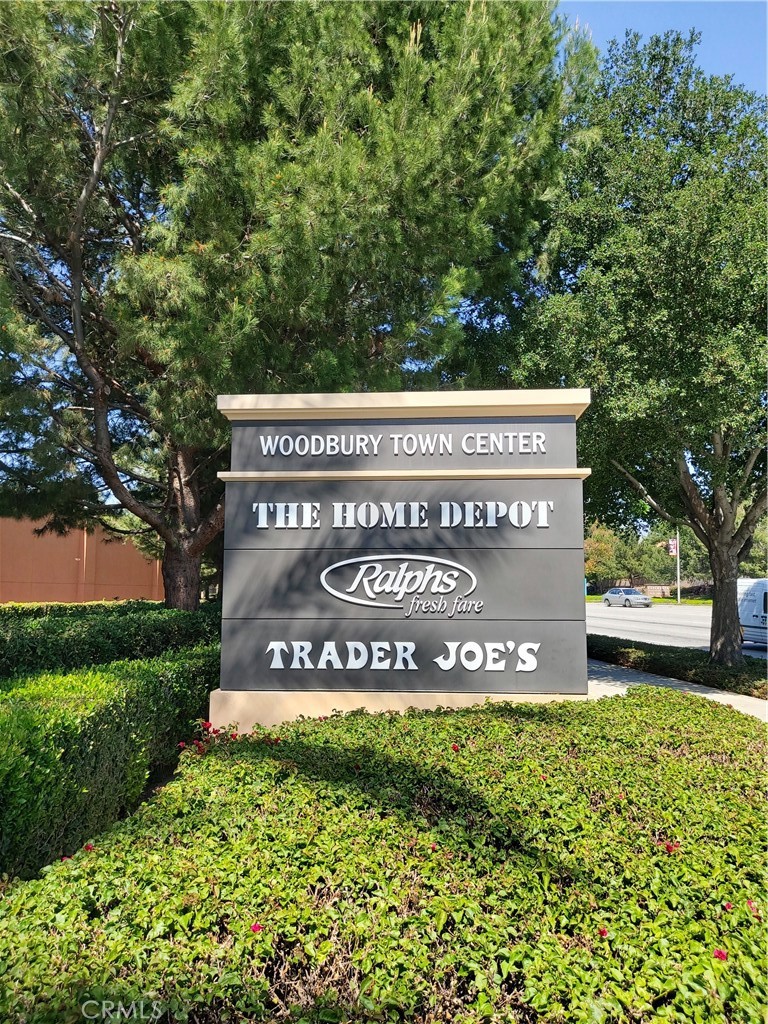 WOODBURY TOWN CENTER
THE HOME DEPOT
Ralphs
fresh fare
TRADER JOE'S
CRMLS